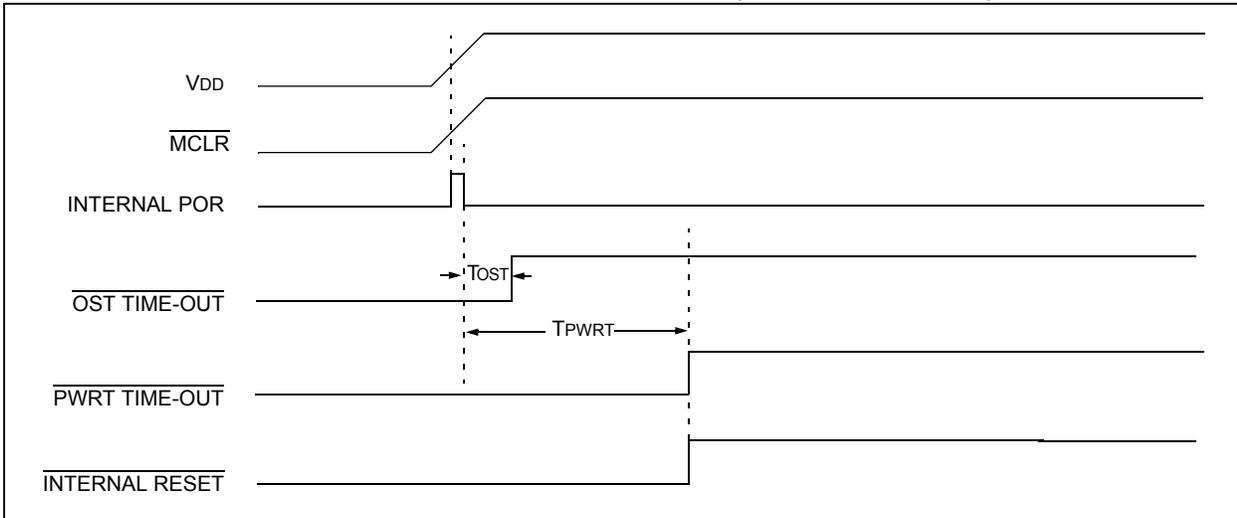 VDD
MCLR
INTERNAL POR
TOST
OST TIME-OUT
TPWRT
PWRT TIME-OUT
INTERNAL RESET